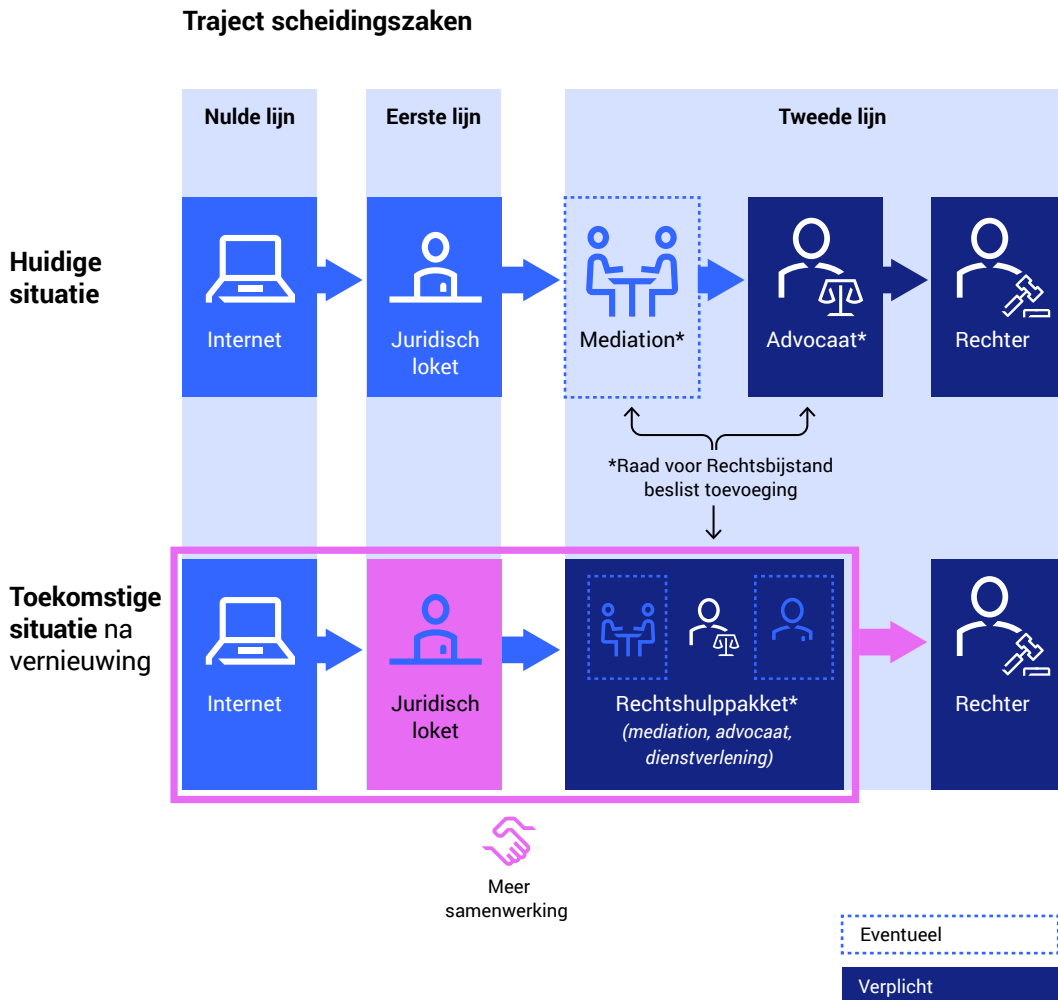 Traject scheidingszaken
Nulde lijn
Eerste lijn
Tweede lijn
Huidige
situatie
Internet
Juridisch
loket
Mediation*
Advocaat*
Rechter
*Raad voor Rechtsbijstand
beslist toevoeging
Toekomstige
situatie na
vernieuwing
Internet
Juridisch
loket
Rechtshulppakket*
(mediation, advocaat,
dienstverlening)
Rechter
Meer
samenwerking
Eventueel
Verplicht